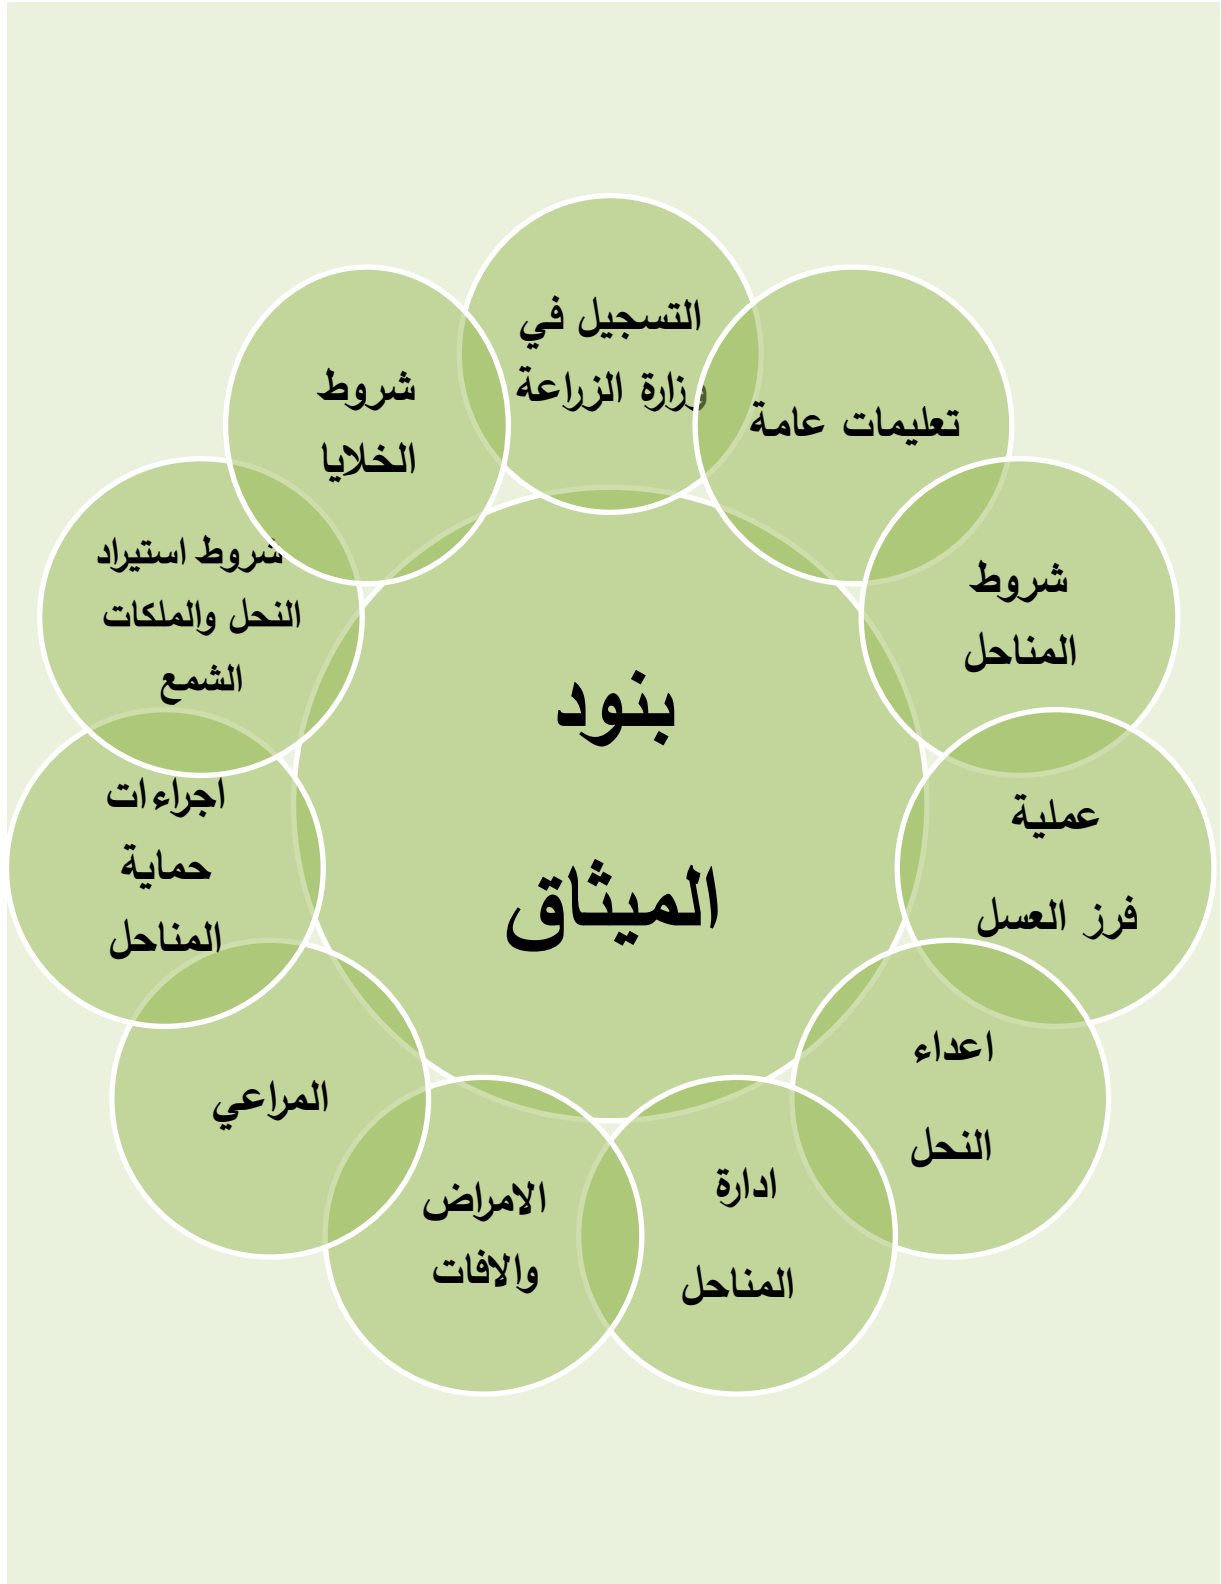 بنود
الميثاق
التسجيل في
وزارة الزراعة
تعليمات عامة
شروط
المناحل
عملية
فرز العسل
اعداء
النحل
ادارة
المناحل
الامراض
والافات
المراعي
اجراءات
حماية
المناحل
شروط استيراد
النحل والملكات
الشمع
شروط
الخلايا